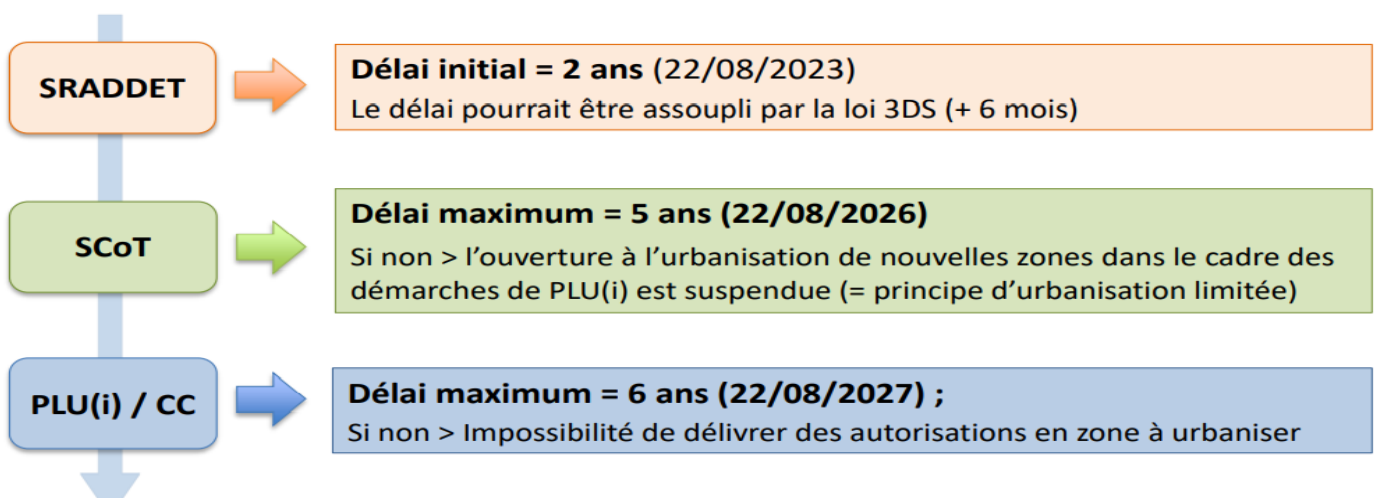 SRADDET
Délai initial = 2 ans (22/08/2023)
Le délai pourrait être assoupli par la loi 3DS (+ 6 mois)
SCoT
Délai maximum = 5 ans (22/08/2026)
Si non > l’ouverture à l’urbanisation de nouvelles zones dans le cadre des
démarches de PLU(i) est suspendue (= principe d’urbanisation limitée)
PLU(i) / CC
Délai maximum = 6 ans (22/08/2027) ;
Si non > Impossibilité de délivrer des autorisations en zone à urbaniser